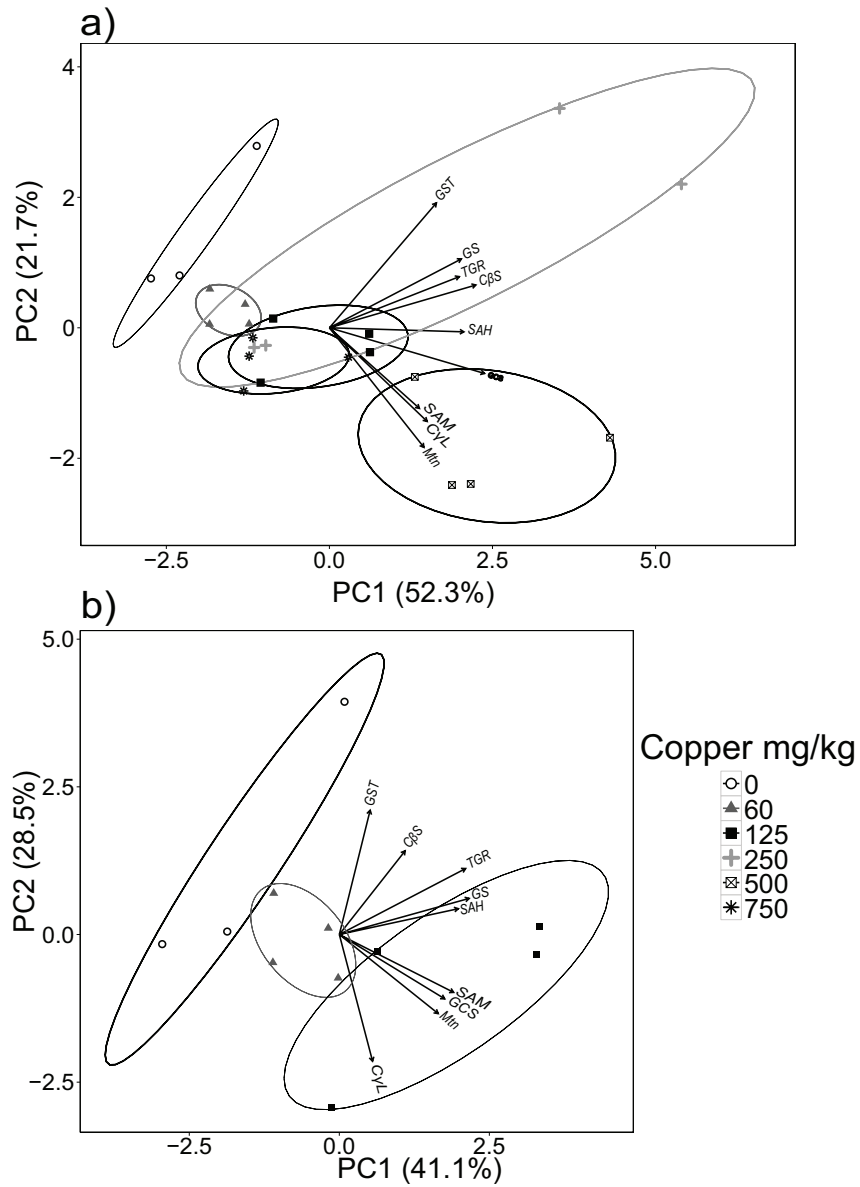 a)
4
2
0
−2
PC2 (21.7%)
GST
GS
TGR
CβS
SAH
GCS
SAM
CγL
Mtn
−2.5
0.0
2.5
5.0
PC1 (52.3%)
b)
5.0
2.5
0.0
−2.5
PC2 (28.5%)
GST
CβS
TGR
GS
SAH
SAM
GCS
Mtn
CγL
−2.5
0.0
2.5
PC1 (41.1%)
Copper mg/kg
0
60
125
250
500
750